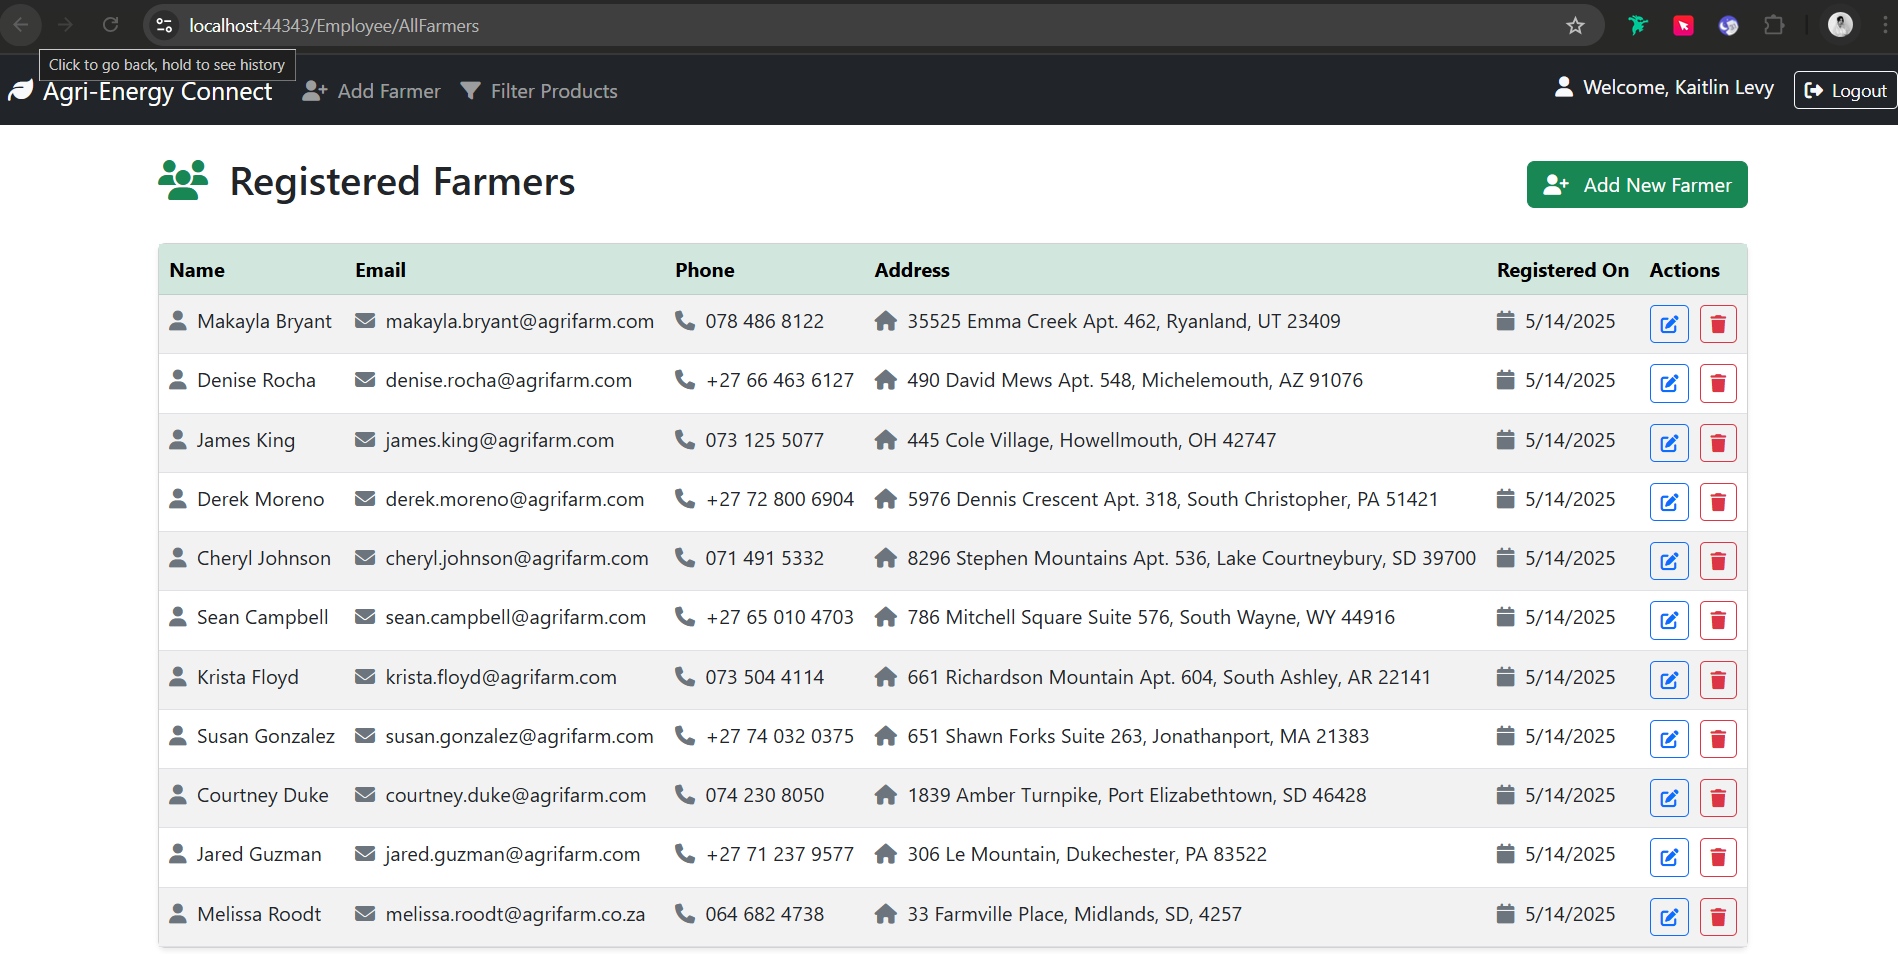 localhost:44343/Employee/AllFarmers
Click to go back, hold to see history
Agri-Energy Connect Add Farmer Filter Products Welcome, Kaitlin Levy Logout
Registered Farmers Add New Farmer
Name Email Phone Address Registered On Actions
Makayla Bryant makayla.bryant@agrifarm.com 078 486 8122 35525 Emma Creek Apt. 462, Ryanland, UT 23409 5/14/2025
Denise Rocha denise.rocha@agrifarm.com +27 66 463 6127 490 David Mews Apt. 548, Michelemouth, AZ 91076 5/14/2025
James King james.king@agrifarm.com 073 125 5077 445 Cole Village, Howellmouth, OH 42747 5/14/2025
Derek Moreno derek.moreno@agrifarm.com +27 72 800 6904 5976 Dennis Crescent Apt. 318, South Christopher, PA 51421 5/14/2025
Cheryl Johnson cheryl.johnson@agrifarm.com 071 491 5332 8296 Stephen Mountains Apt. 536, Lake Courtneybury, SD 39700 5/14/2025
Sean Campbell sean.campbell@agrifarm.com +27 65 010 4703 786 Mitchell Square Suite 576, South Wayne, WY 44916 5/14/2025
Krista Floyd krista.floyd@agrifarm.com 073 504 4114 661 Richardson Mountain Apt. 604, South Ashley, AR 22141 5/14/2025
Susan Gonzalez susan.gonzalez@agrifarm.com +27 74 032 0375 651 Shawn Forks Suite 263, Jonathanport, MA 21383 5/14/2025
Courtney Duke courtney.duke@agrifarm.com 074 230 8050 1839 Amber Turnpike, Port Elizabethtown, SD 46428 5/14/2025
Jared Guzman jared.guzman@agrifarm.com +27 71 237 9577 306 Le Mountain, Dukechester, PA 83522 5/14/2025
Melissa Roodt melissa.roodt@agrifarm.co.za 064 682 4738 33 Farmville Place, Midlands, SD, 4257 5/14/2025